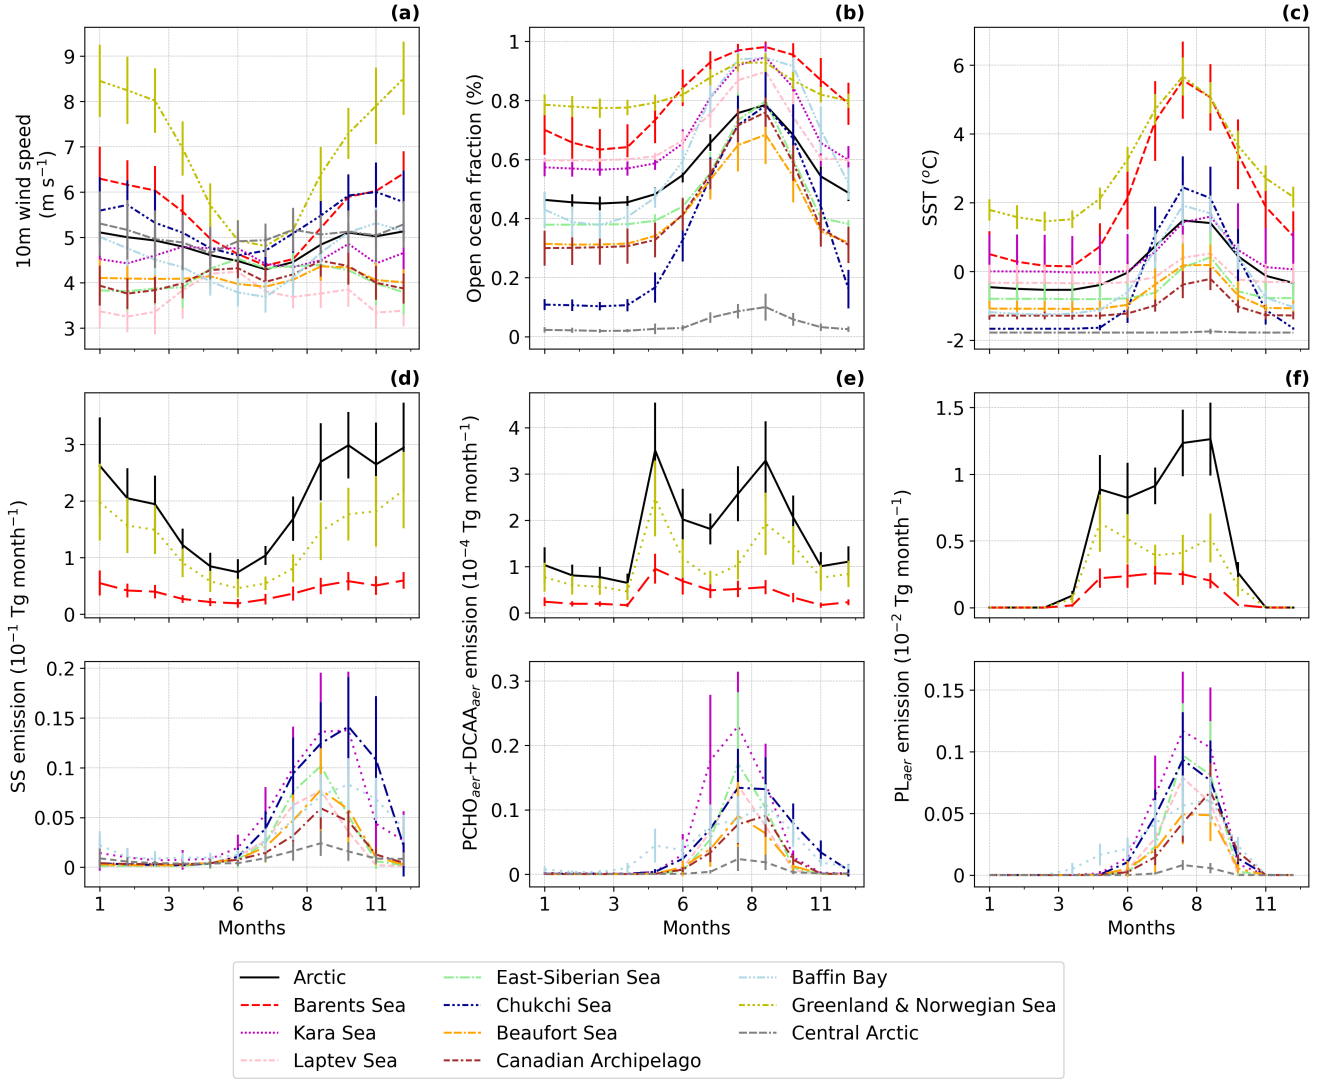 (a)
(b)
(c)
10m wind speed
(m s⁻¹)
9
8
7
6
5
4
3
Open ocean fraction (%)
1
0.8
0.6
0.4
0.2
0
SST (°C)
6
4
2
0
-2
(d)
(e)
(f)
SS emission (10⁻¹ Tg month⁻¹)
3
2
1
0
0.2
0.15
0.1
0.05
0
PCHOaer+DCAAaer emission (10⁻⁴ Tg month⁻¹)
4
3
2
1
0
0.3
0.2
0.1
0
PLaer emission (10⁻² Tg month⁻¹)
1.5
1
0.5
0
0.15
0.1
0.05
0
1 3 6 8 11
1 3 6 8 11
1 3 6 8 11
Months
Months
Months
Arctic
Barents Sea
Kara Sea
Laptev Sea
East-Siberian Sea
Chukchi Sea
Beaufort Sea
Canadian Archipelago
Baffin Bay
Greenland & Norwegian Sea
Central Arctic